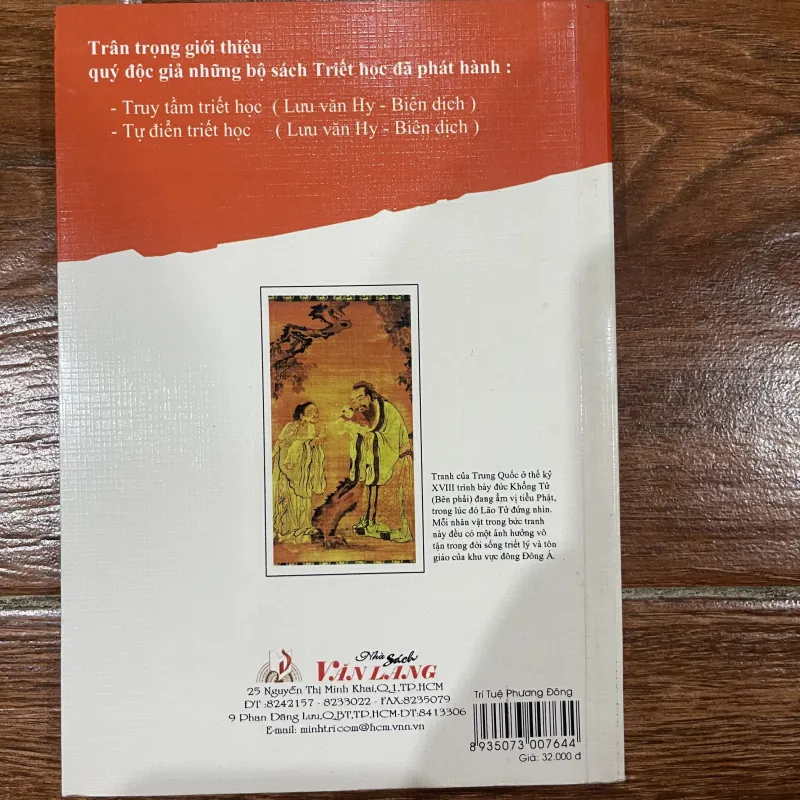 Trân trọng giới thiệu
quý độc giả những bộ sách Triết học đã phát hành :
- Truy tầm triết học ( Lưu văn Hy - Biên dịch )
- Tự điển triết học ( Lưu văn Hy - Biên dịch )
Tranh của Trung Quốc ở thế kỷ
XVIII trình bày đức Khổng Tử
(Bên phải) đang ẳm vị tiểu Phật,
trong lúc đó Lão Tử đứng nhìn.
Mỗi nhân vật trong bức tranh
này đều có một ảnh hưởng vô
tận trong đời sống triết lý và tôn
giáo của khu vực đông Đông Á.
Nhà Sách
VĂN LANG
25 Nguyễn Thị Minh Khai,Q.1,TP.HCM
ĐT :8242157 - 8233022 - FAX:8235079
9 Phan Đăng Lưu,Q.BT,TP.HCM-ĐT:8413306
E-mail: minhtricom@hcm.vnn.vn
Trí Tuệ Phương Đông
8935073007644
Giá: 32.000 đ